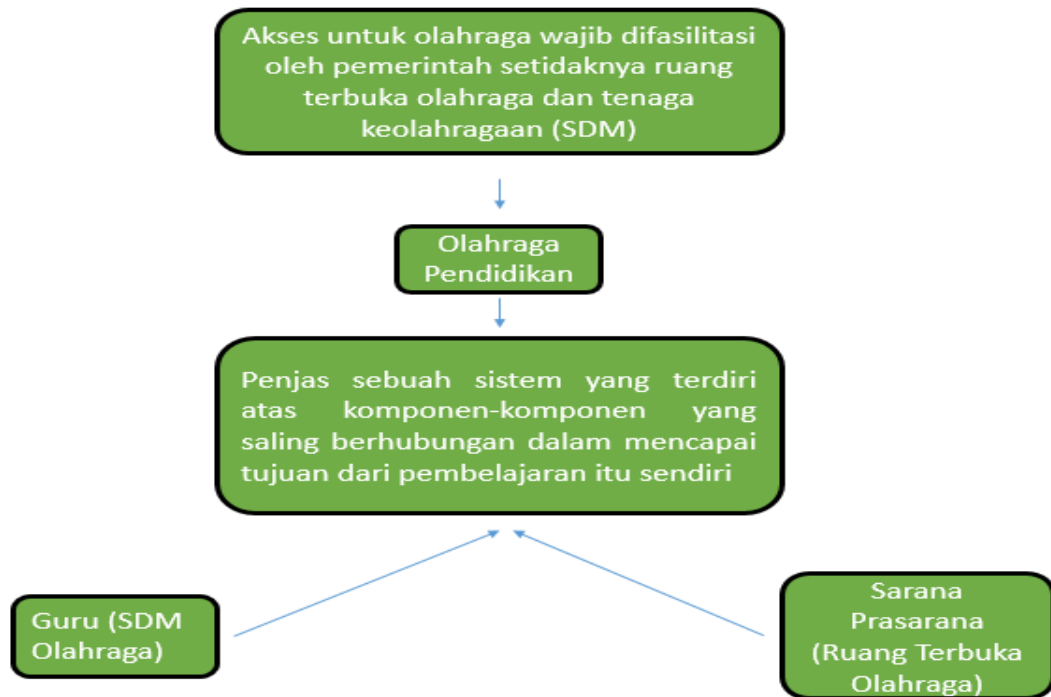 Akses untuk olahraga wajib difasilitasi
oleh pemerintah setidaknya ruang
terbuka olahraga dan tenaga
keolahragaan (SDM)
Olahraga
Pendidikan
Penjas sebuah sistem yang terdiri
atas komponen-komponen yang
saling berhubungan dalam mencapai
tujuan dari pembelajaran itu sendiri
Guru (SDM
Olahraga)
Sarana
Prasarana
(Ruang Terbuka
Olahraga)